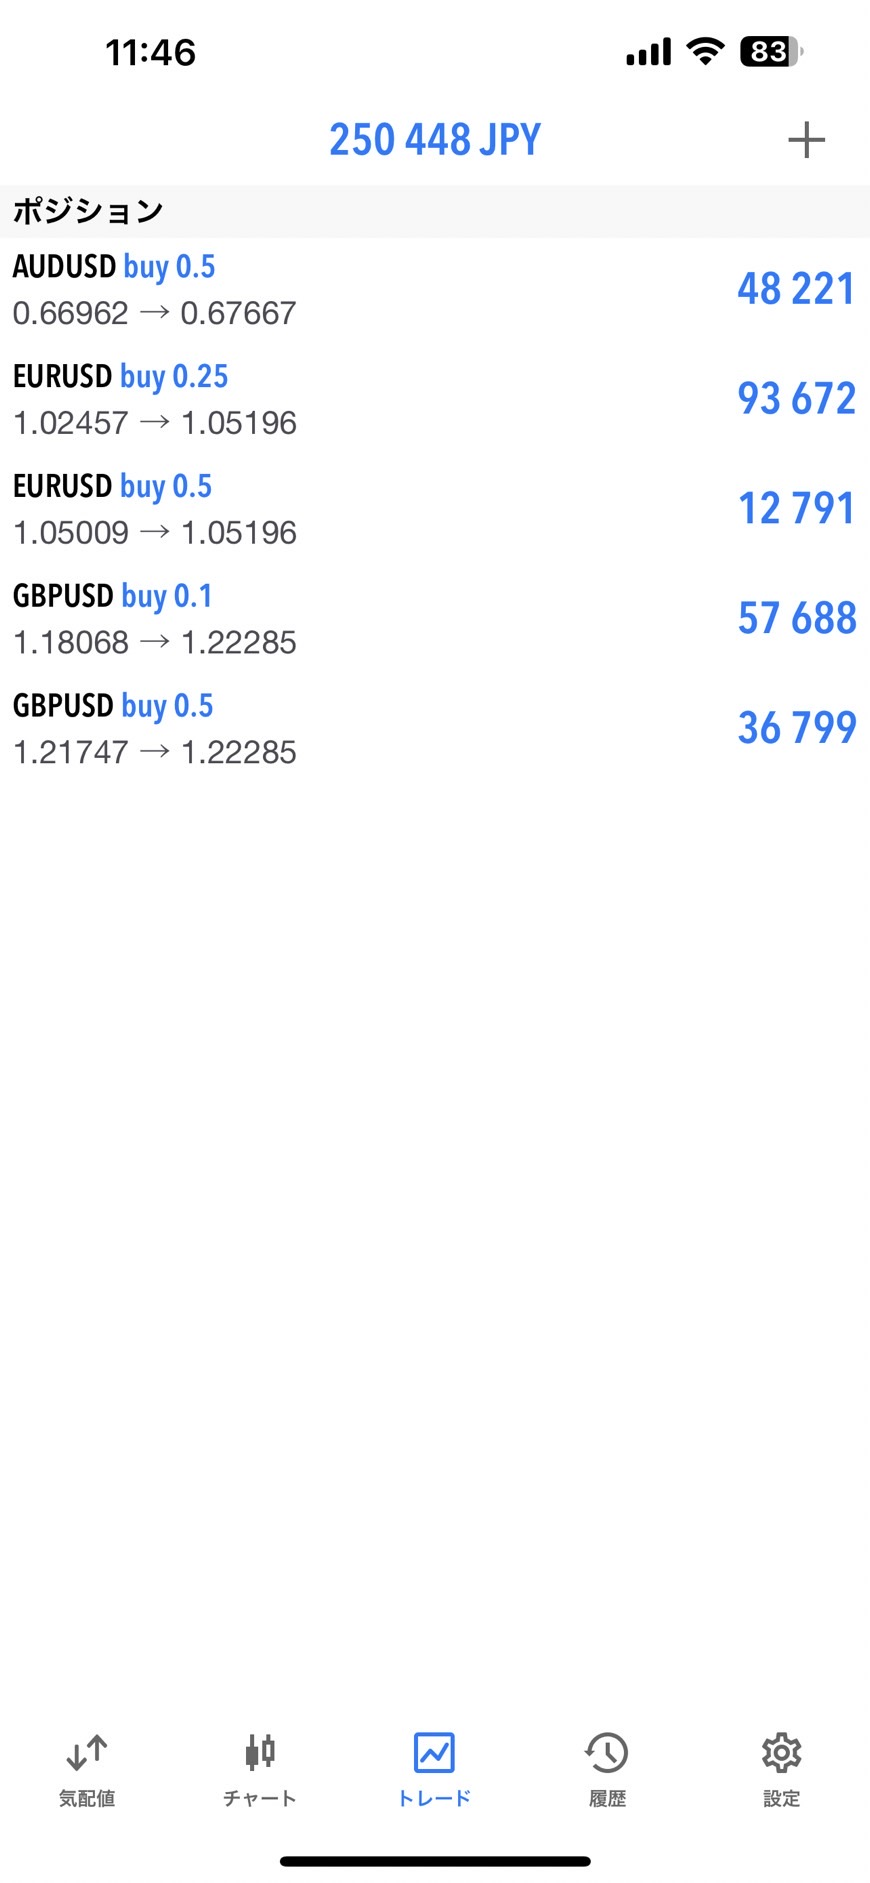 11:46
83
250 448 JPY
ポジション
AUDUSD buy 0.5
0.66962 → 0.67667
48 221
EURUSD buy 0.25
1.02457 → 1.05196
93 672
EURUSD buy 0.5
1.05009 → 1.05196
12 791
GBPUSD buy 0.1
1.18068 → 1.22285
57 688
GBPUSD buy 0.5
1.21747 → 1.22285
36 799
気配値
チャート
トレード
履歴
設定